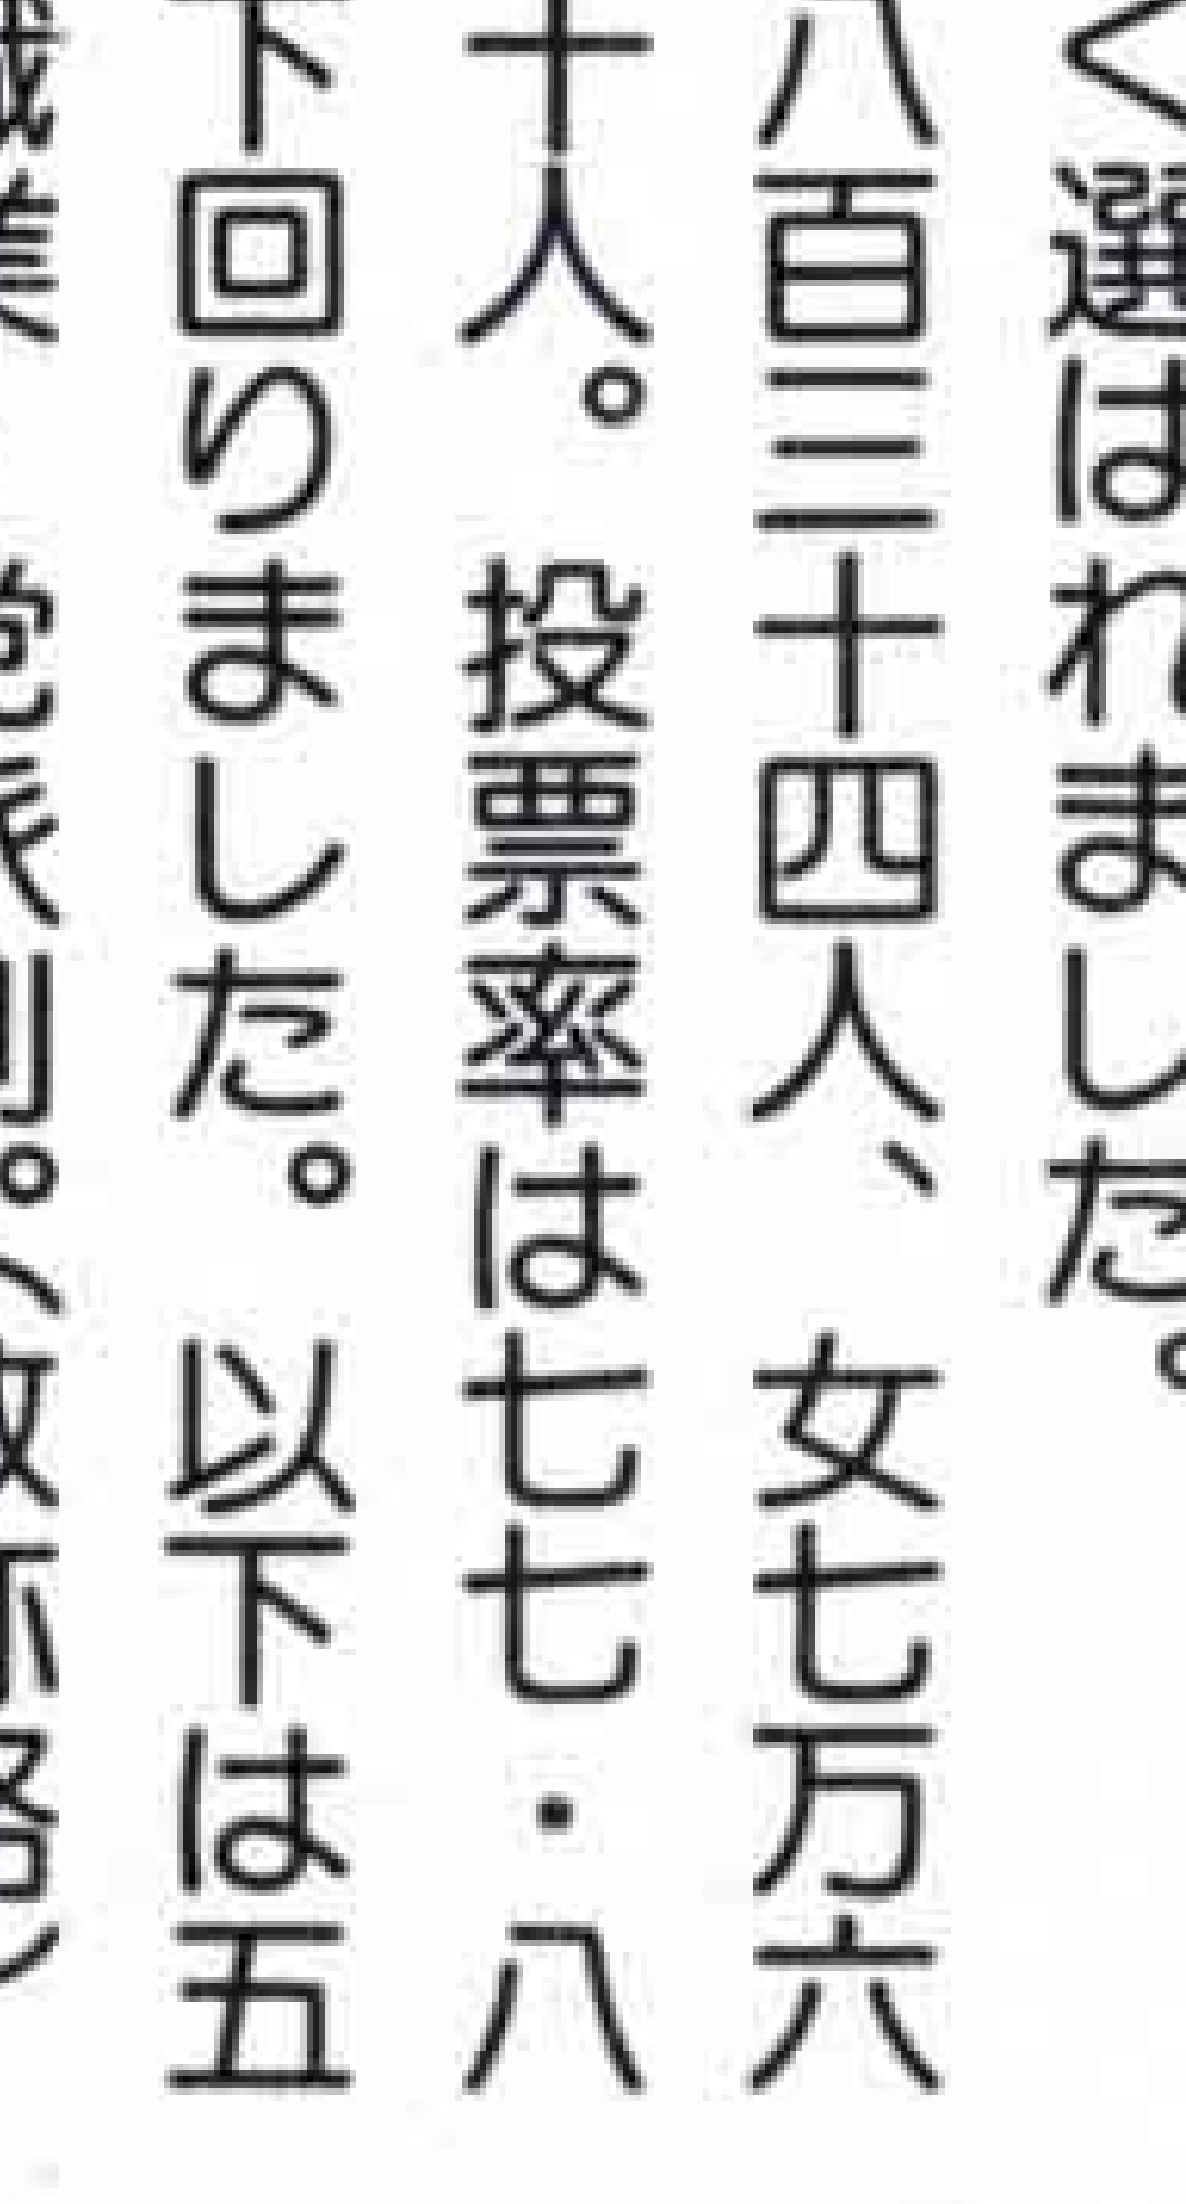 く選はれました。
八百三十四人、女七万六
十人。投票率は七七・八
下回りました。以下は五